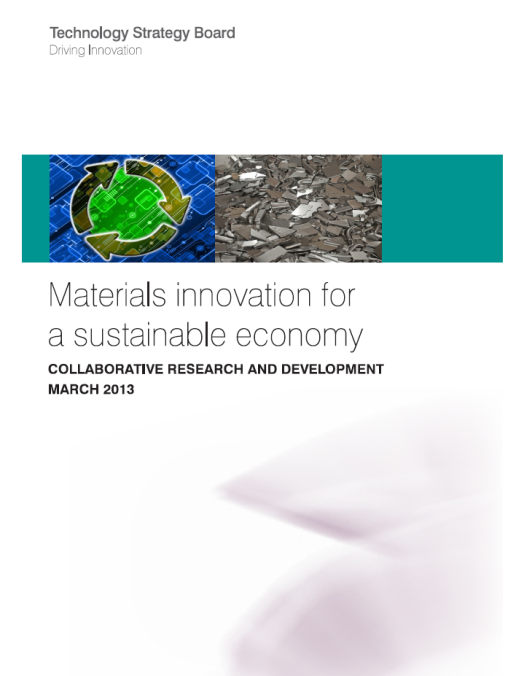 Technology Strategy Board
Driving Innovation
Materials innovation for
a sustainable economy
COLLABORATIVE RESEARCH AND DEVELOPMENT
MARCH 2013